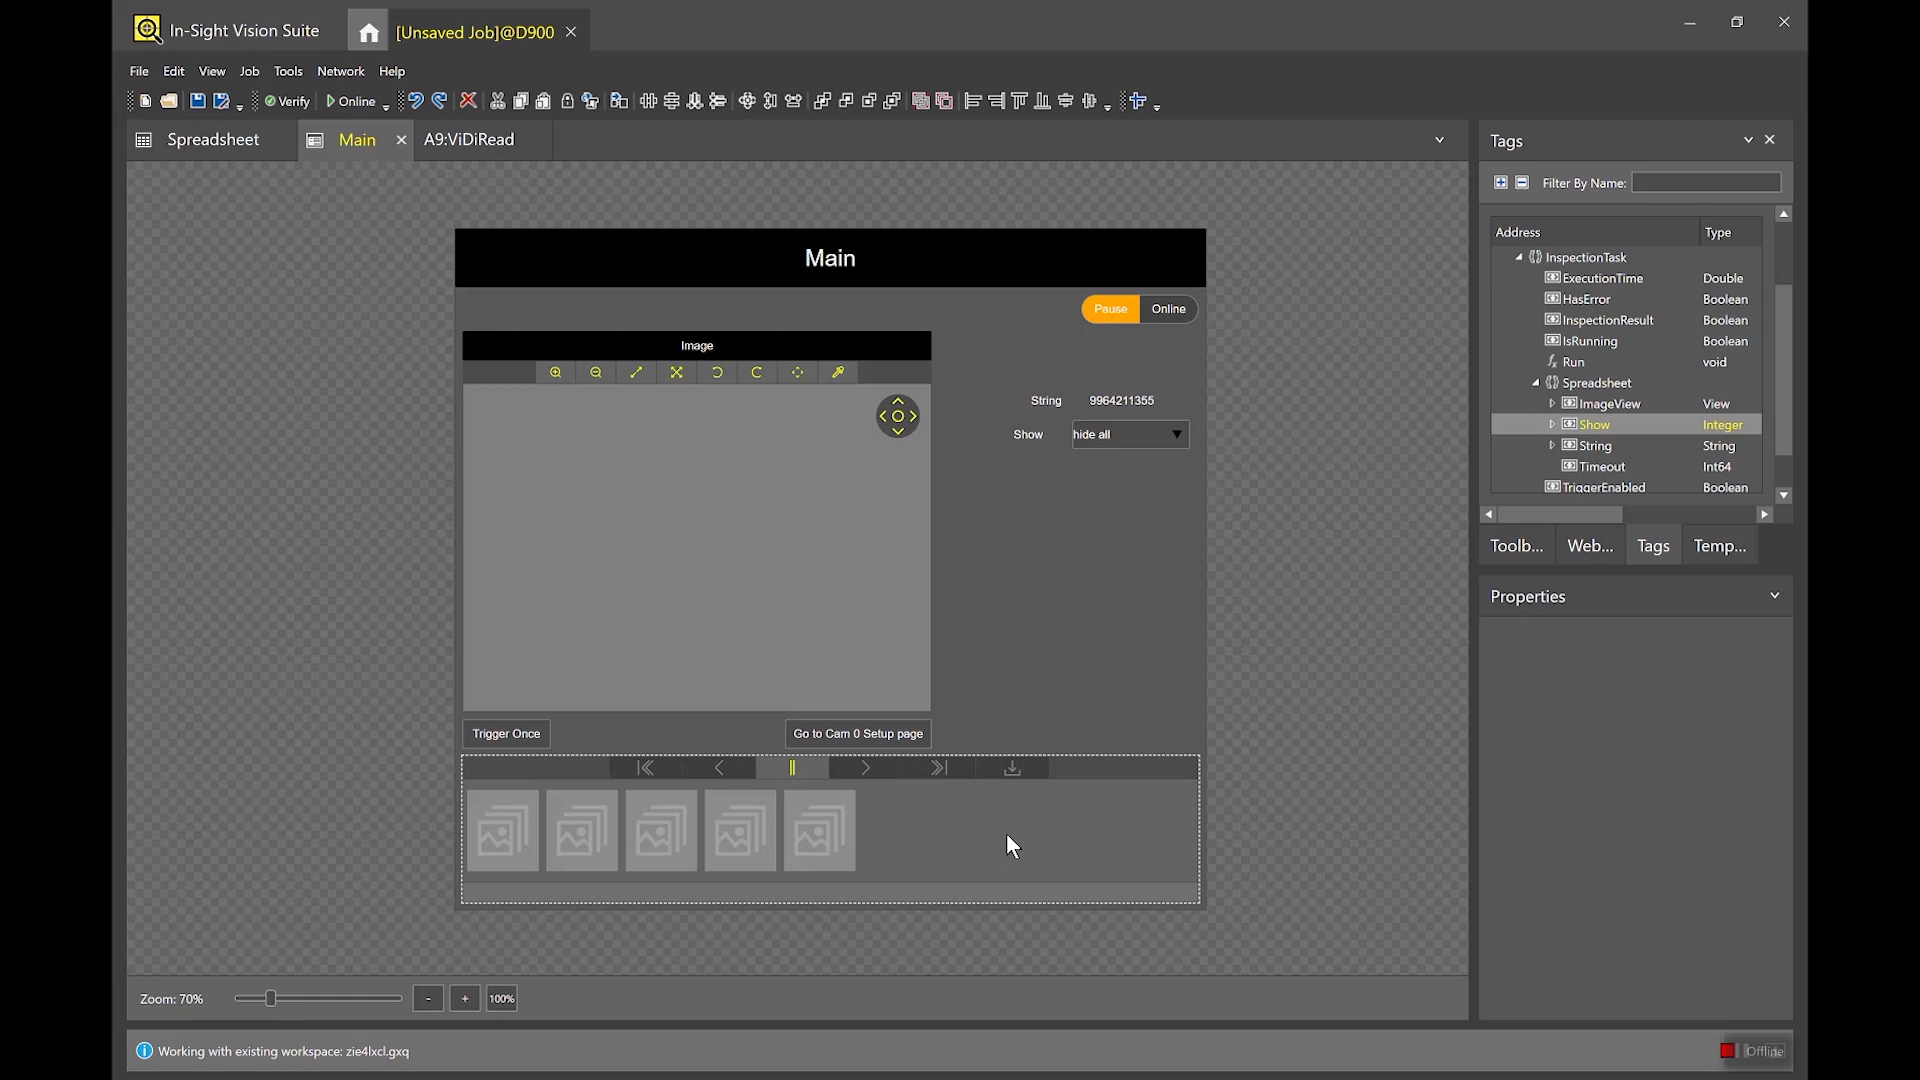 In-Sight Vision Suite
[Unsaved Job]@D900
File Edit View Job Tools Network Help
Verify Online
Spreadsheet Main A9:ViDiRead
Main
Pause Online
Image
String 9964211355
Show hide all
Trigger Once Go to Cam 0 Setup page
Zoom: 70% - + 100%
Working with existing workspace: zie4lxcl.gxq
Tags
Filter By Name:
Address Type
InspectionTask
ExecutionTime Double
HasError Boolean
InspectionResult Boolean
IsRunning Boolean
Run void
Spreadsheet
ImageView View
Show Integer
String String
Timeout Int64
TriggerEnabled Boolean
Toolb... Web... Tags Temp...
Properties
Offline